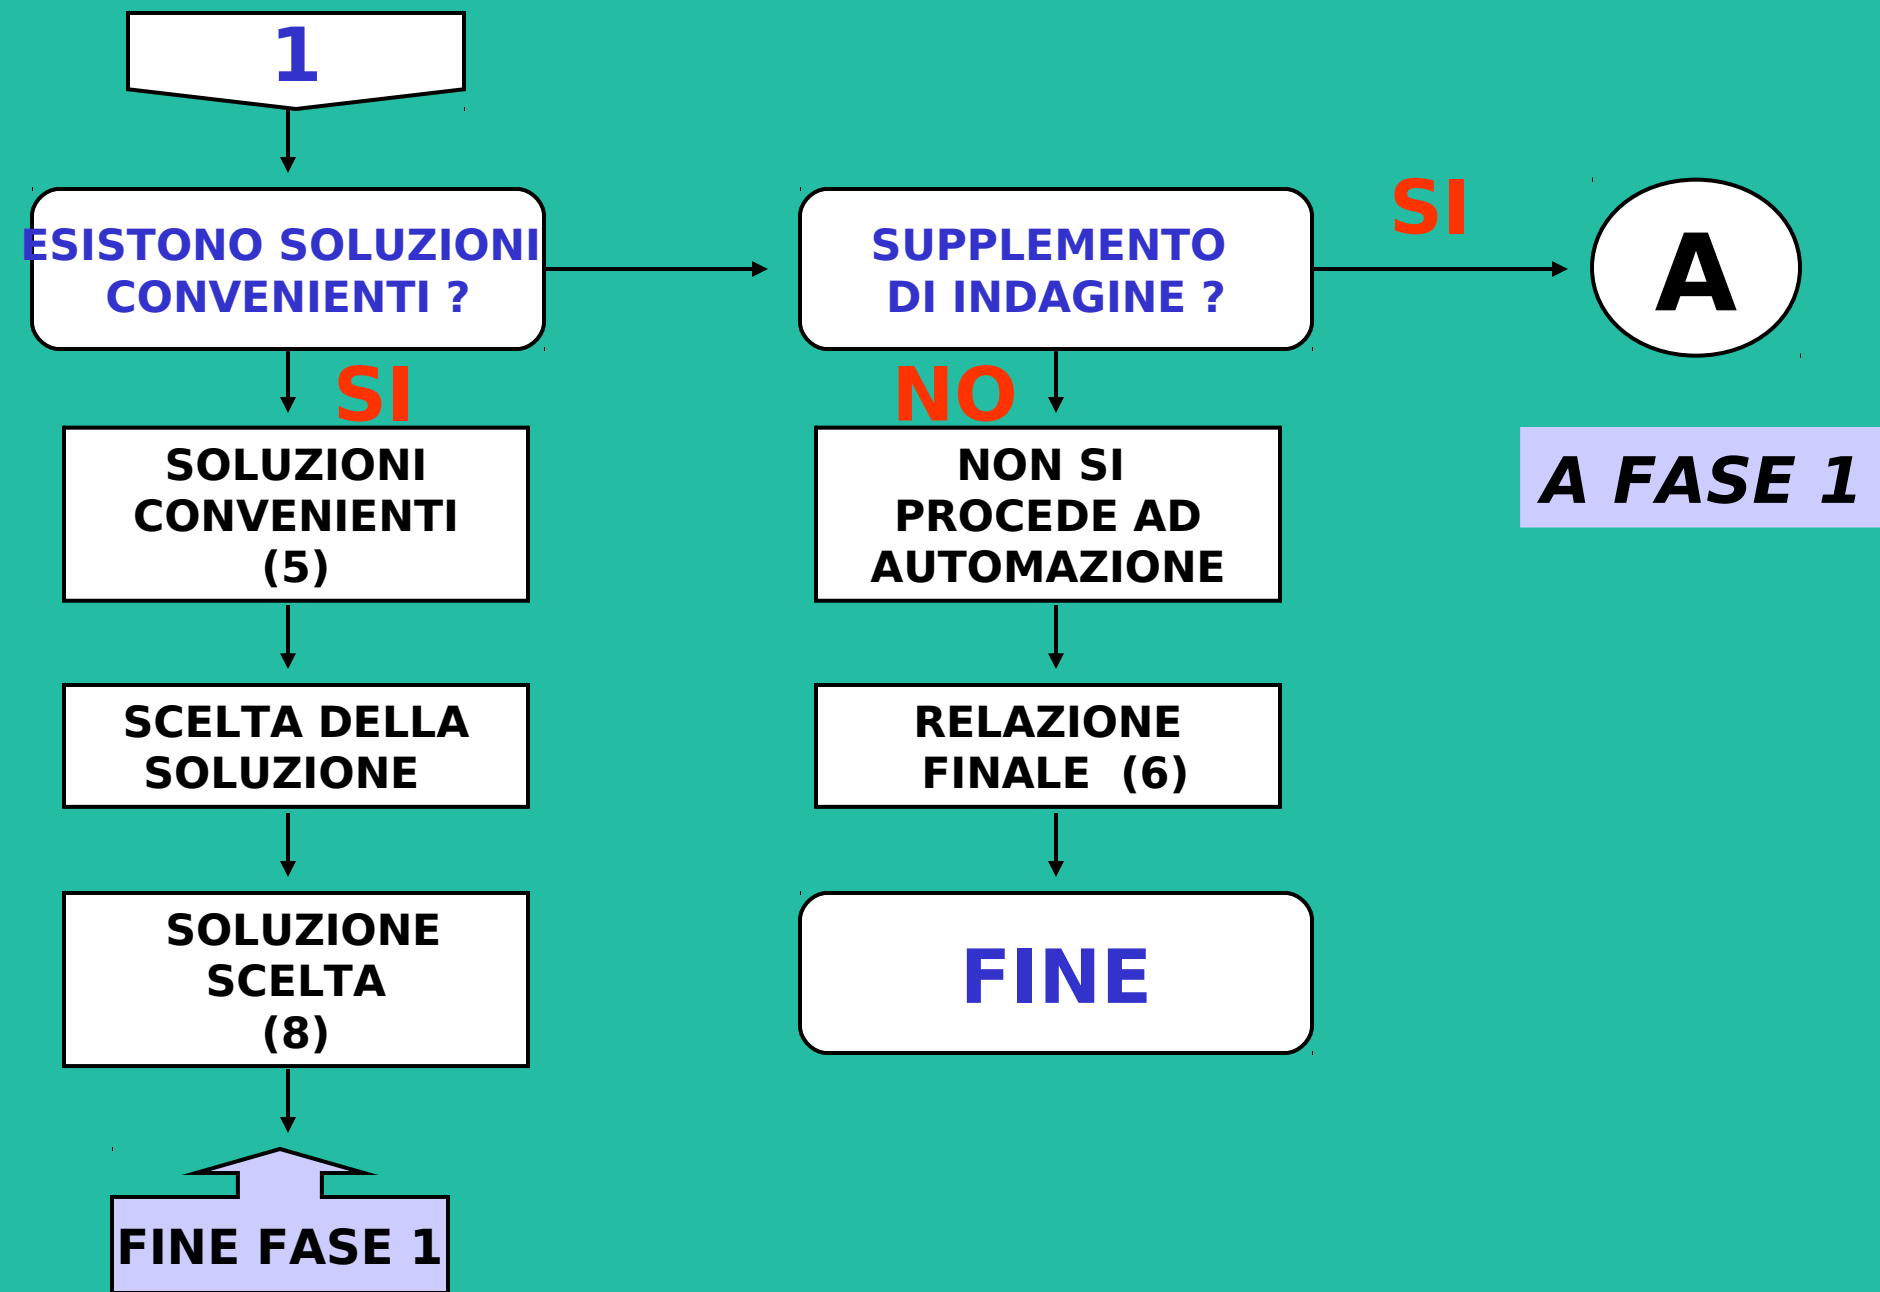 1
ESISTONO SOLUZIONI
CONVENIENTI ?
SUPPLEMENTO
DI INDAGINE ?
SI
A
SI
NO
SOLUZIONI
CONVENIENTI
(5)
NON SI
PROCEDE AD
AUTOMAZIONE
A FASE 1
SCELTA DELLA
SOLUZIONE
RELAZIONE
FINALE (6)
SOLUZIONE
SCELTA
(8)
FINE
FINE FASE 1